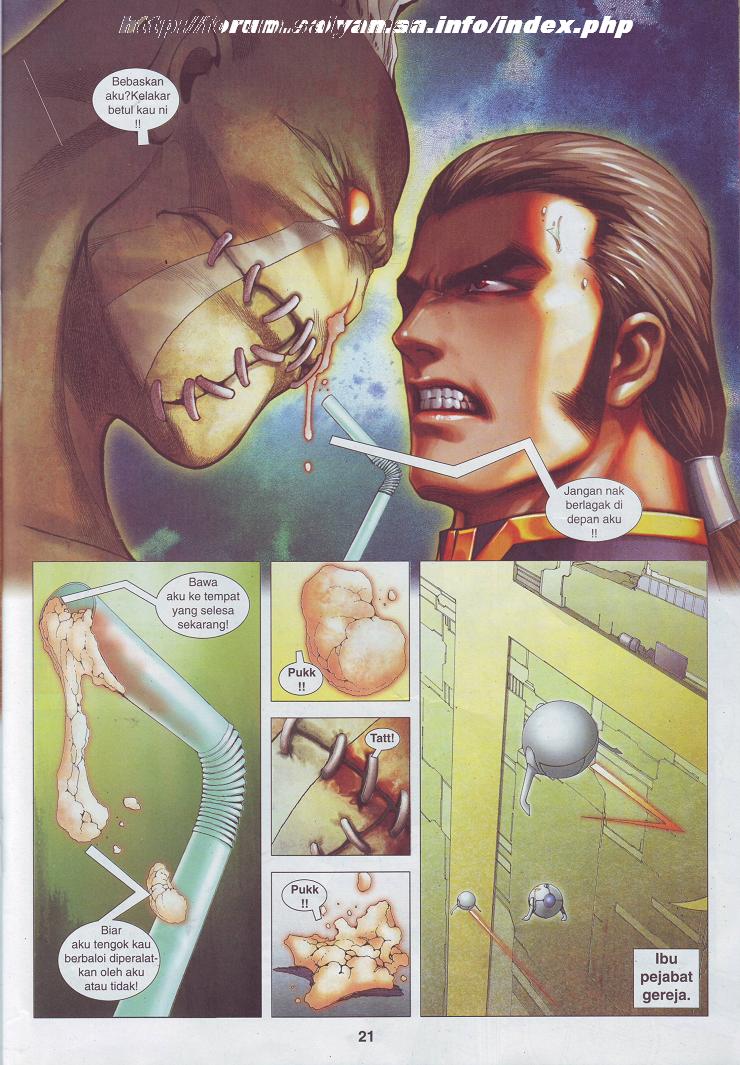 Bebaskan
aku?Kelakar
betul kau ni
!!
Jangan nak
berlagak di
depan aku
!!
Bawa
aku ke tempat
yang selesa
sekarang!
Biar
aku tengok kau
berbaloi diperalat-
kan oleh aku
atau tidak!
Pukk
!!
Tatt!
Pukk
!!
Ibu
pejabat
gereja.
21